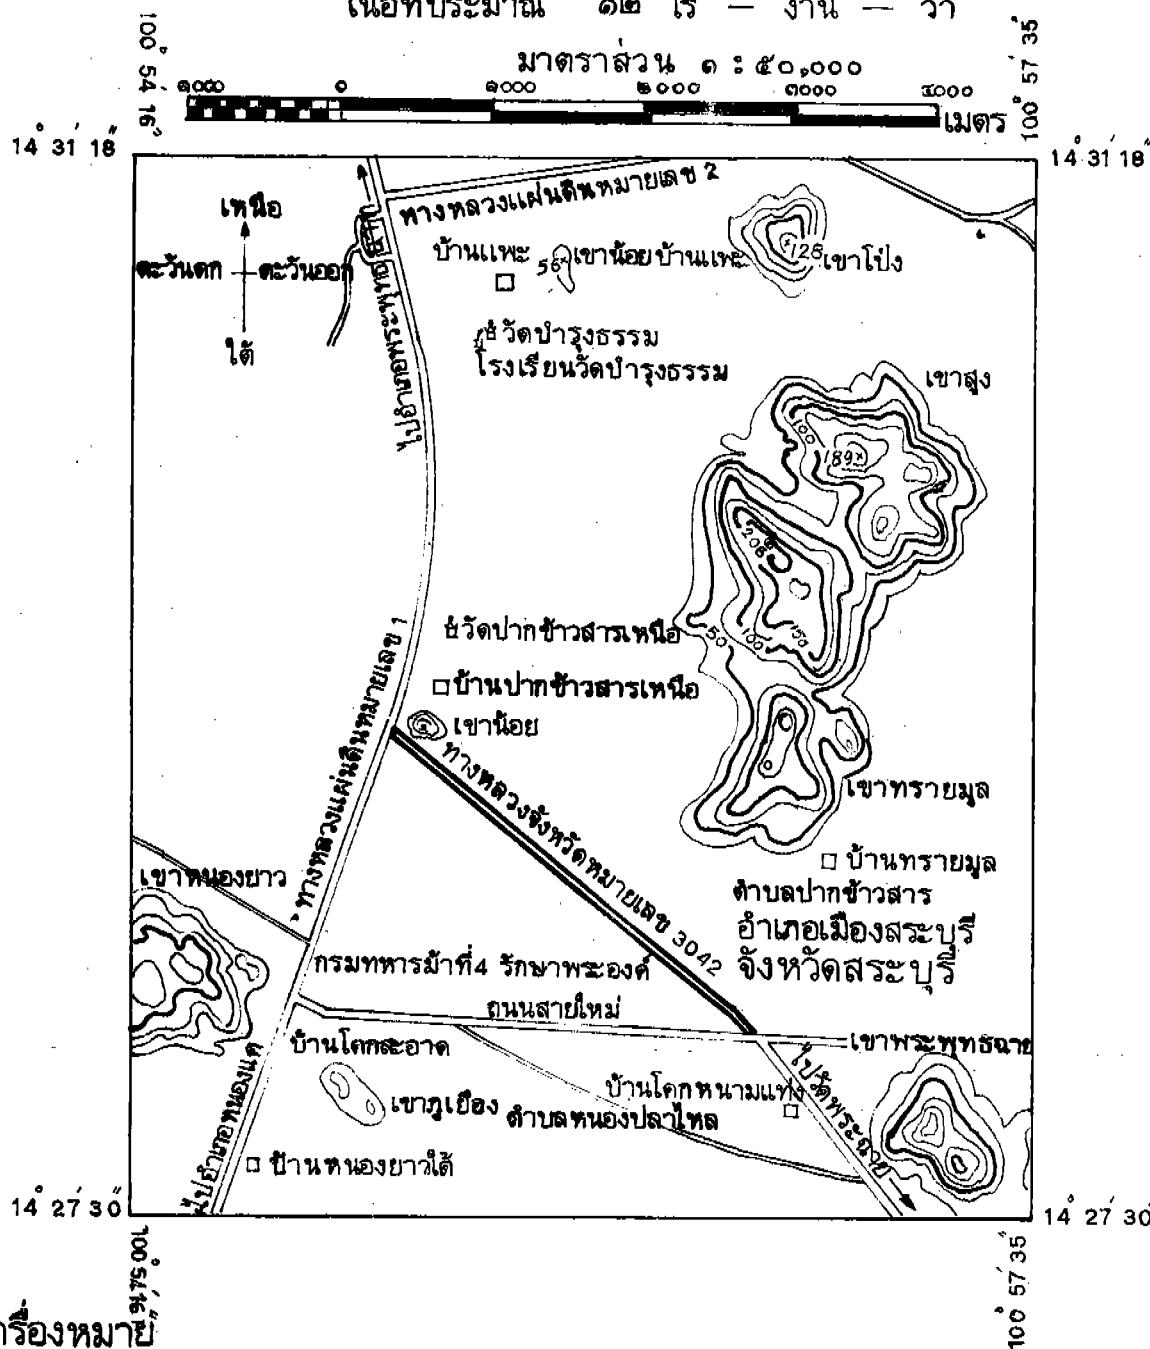 เนื้อที่ประมาณ ๑๒ ไร่ — งาน — วา
มาตราส่วน ๑ : ๕๐,๐๐๐
๑๐๐๐ 0 ๑๐๐๐ ๒๐๐๐ ๓๐๐๐ ๔๐๐๐
เมตร
100° 54′ 16″
100° 57′ 35″
14° 31′ 18″
14° 31′ 18″
เหนือ
ตะวันตก
ตะวันออก
ใต้
ทางหลวงแผ่นดินหมายเลข 2
ไปอำเภอพระพุทธบาท
บ้านแพะ
56
เขาน้อยบ้านแพะ
128
เขาโป่ง
วัดบำรุงธรรม
โรงเรียนวัดบำรุงธรรม
เขาสูง
100
189
208
50
100
150
วัดปากข้าวสารเหนือ
บ้านปากข้าวสารเหนือ
เขาน้อย
ทางหลวงแผ่นดินหมายเลข 1
ทางหลวงจังหวัดหมายเลข 3042
เขาทรายมูล
บ้านทรายมูล
ตำบลปากข้าวสาร
อำเภอเมืองสระบุรี
จังหวัดสระบุรี
เขาหนองยาว
กรมทหารม้าที่4 รักษาพระองค์
ถนนสายใหม่
เขาพระพุทธฉาย
บ้านโคกสะอาด
บ้านโคกหนามแท่ง
เขาภูเยือง
ตำบลหนองปลาไหล
ไปวัดพระฉาย
ไปอำเภอหนองแค
บ้านหนองยาวใต้
14° 27′ 30″
14° 27′ 30
100° 54′ 16″
100° 57′ 35″
รื่องหมาย